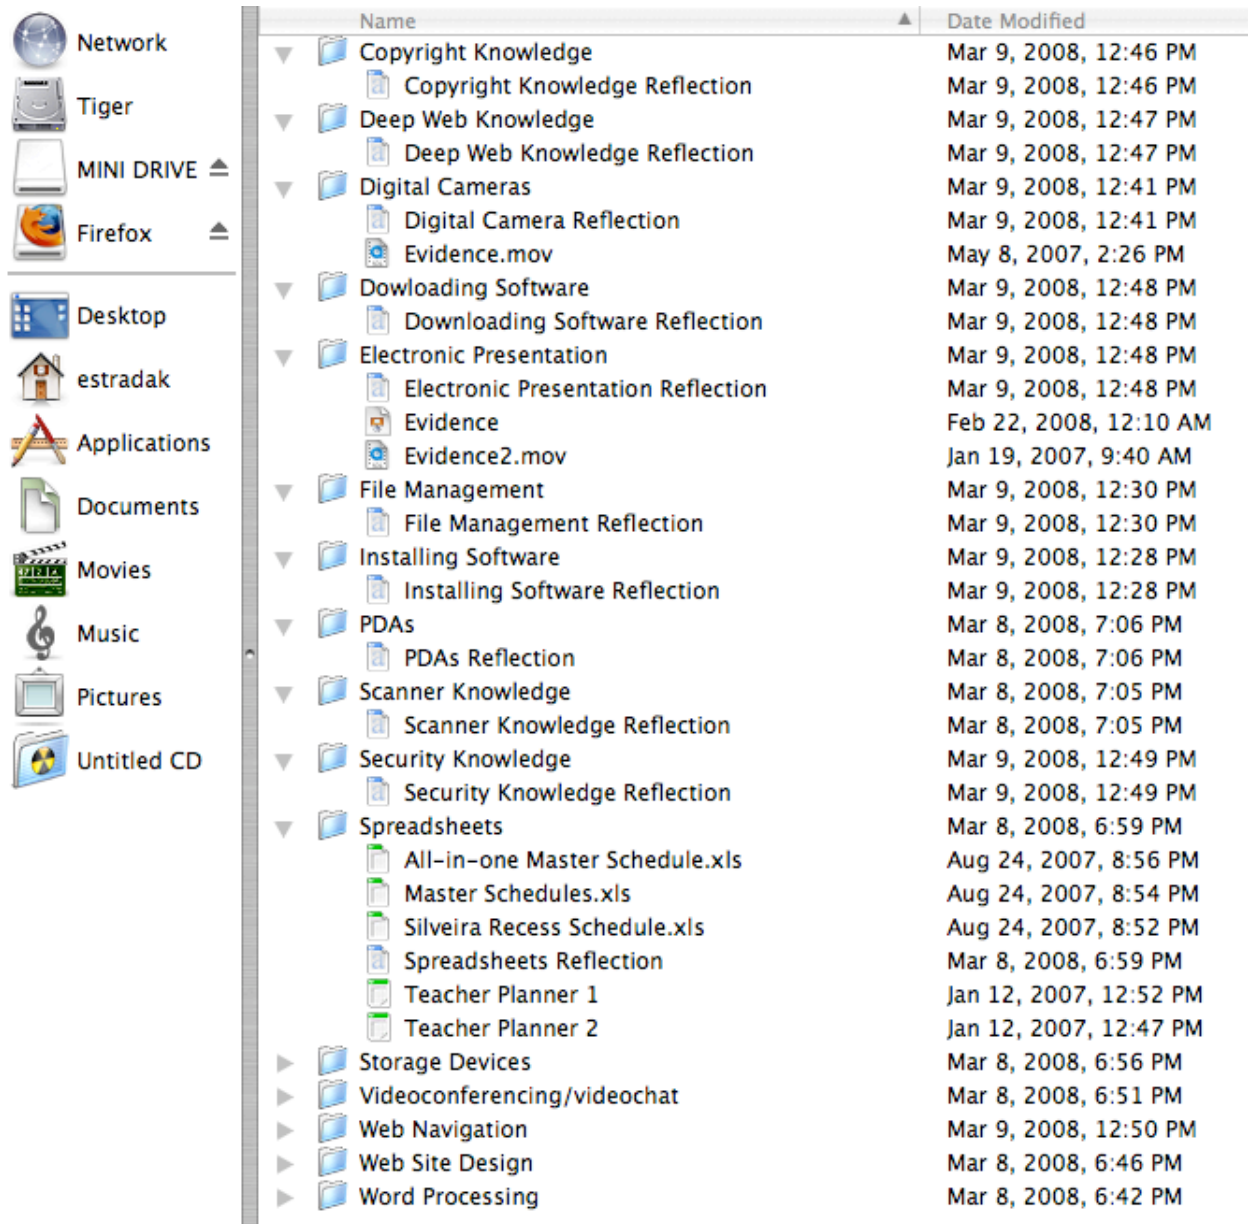 Network
Tiger
MINI DRIVE
Firefox
Desktop
estradak
Applications
Documents
Movies
Music
Pictures
Untitled CD
Name Date Modified
Copyright Knowledge Mar 9, 2008, 12:46 PM
Copyright Knowledge Reflection Mar 9, 2008, 12:46 PM
Deep Web Knowledge Mar 9, 2008, 12:47 PM
Deep Web Knowledge Reflection Mar 9, 2008, 12:47 PM
Digital Cameras Mar 9, 2008, 12:41 PM
Digital Camera Reflection Mar 9, 2008, 12:41 PM
Evidence.mov May 8, 2007, 2:26 PM
Dowloading Software Mar 9, 2008, 12:48 PM
Downloading Software Reflection Mar 9, 2008, 12:48 PM
Electronic Presentation Mar 9, 2008, 12:48 PM
Electronic Presentation Reflection Mar 9, 2008, 12:48 PM
Evidence Feb 22, 2008, 12:10 AM
Evidence2.mov Jan 19, 2007, 9:40 AM
File Management Mar 9, 2008, 12:30 PM
File Management Reflection Mar 9, 2008, 12:30 PM
Installing Software Mar 9, 2008, 12:28 PM
Installing Software Reflection Mar 9, 2008, 12:28 PM
PDAs Mar 8, 2008, 7:06 PM
PDAs Reflection Mar 8, 2008, 7:06 PM
Scanner Knowledge Mar 8, 2008, 7:05 PM
Scanner Knowledge Reflection Mar 8, 2008, 7:05 PM
Security Knowledge Mar 9, 2008, 12:49 PM
Security Knowledge Reflection Mar 9, 2008, 12:49 PM
Spreadsheets Mar 8, 2008, 6:59 PM
All-in-one Master Schedule.xls Aug 24, 2007, 8:56 PM
Master Schedules.xls Aug 24, 2007, 8:54 PM
Silveira Recess Schedule.xls Aug 24, 2007, 8:52 PM
Spreadsheets Reflection Mar 8, 2008, 6:59 PM
Teacher Planner 1 Jan 12, 2007, 12:52 PM
Teacher Planner 2 Jan 12, 2007, 12:47 PM
Storage Devices Mar 8, 2008, 6:56 PM
Videoconferencing/videochat Mar 8, 2008, 6:51 PM
Web Navigation Mar 9, 2008, 12:50 PM
Web Site Design Mar 8, 2008, 6:46 PM
Word Processing Mar 8, 2008, 6:42 PM